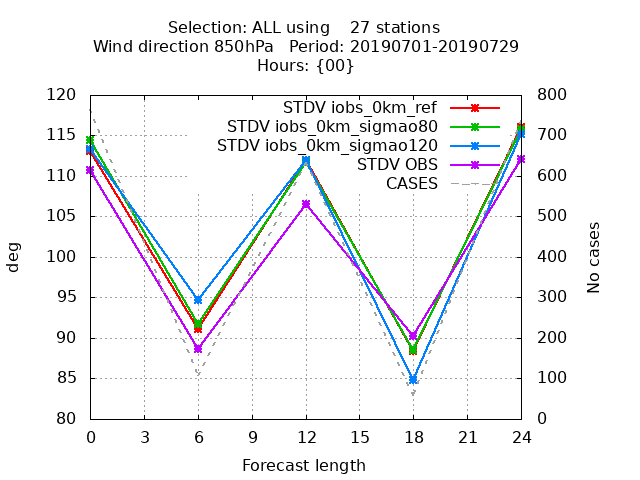 Selection: ALL using    27 stations
Wind direction 850hPa   Period: 20190701-20190729
Hours: {00}
120
115
110
105
100
95
90
85
80
800
700
600
500
400
300
200
100
0
STDV iobs_0km_ref
STDV iobs_0km_sigmao80
STDV iobs_0km_sigmao120
STDV OBS
CASES
deg
No cases
0 3 6 9 12 15 18 21 24
Forecast length